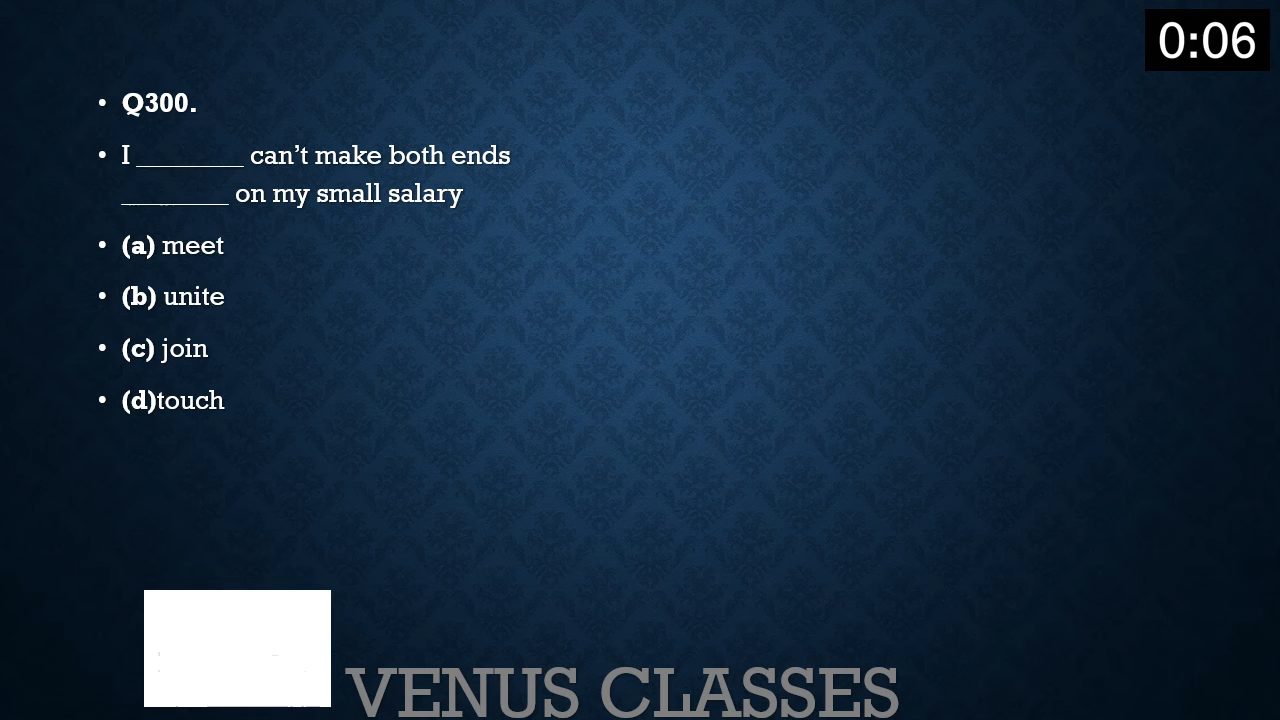 0:06
• Q300.
• I ________ can’t make both ends
________ on my small salary
• (a) meet
• (b) unite
• (c) join
• (d)touch
VENUS CLASSES